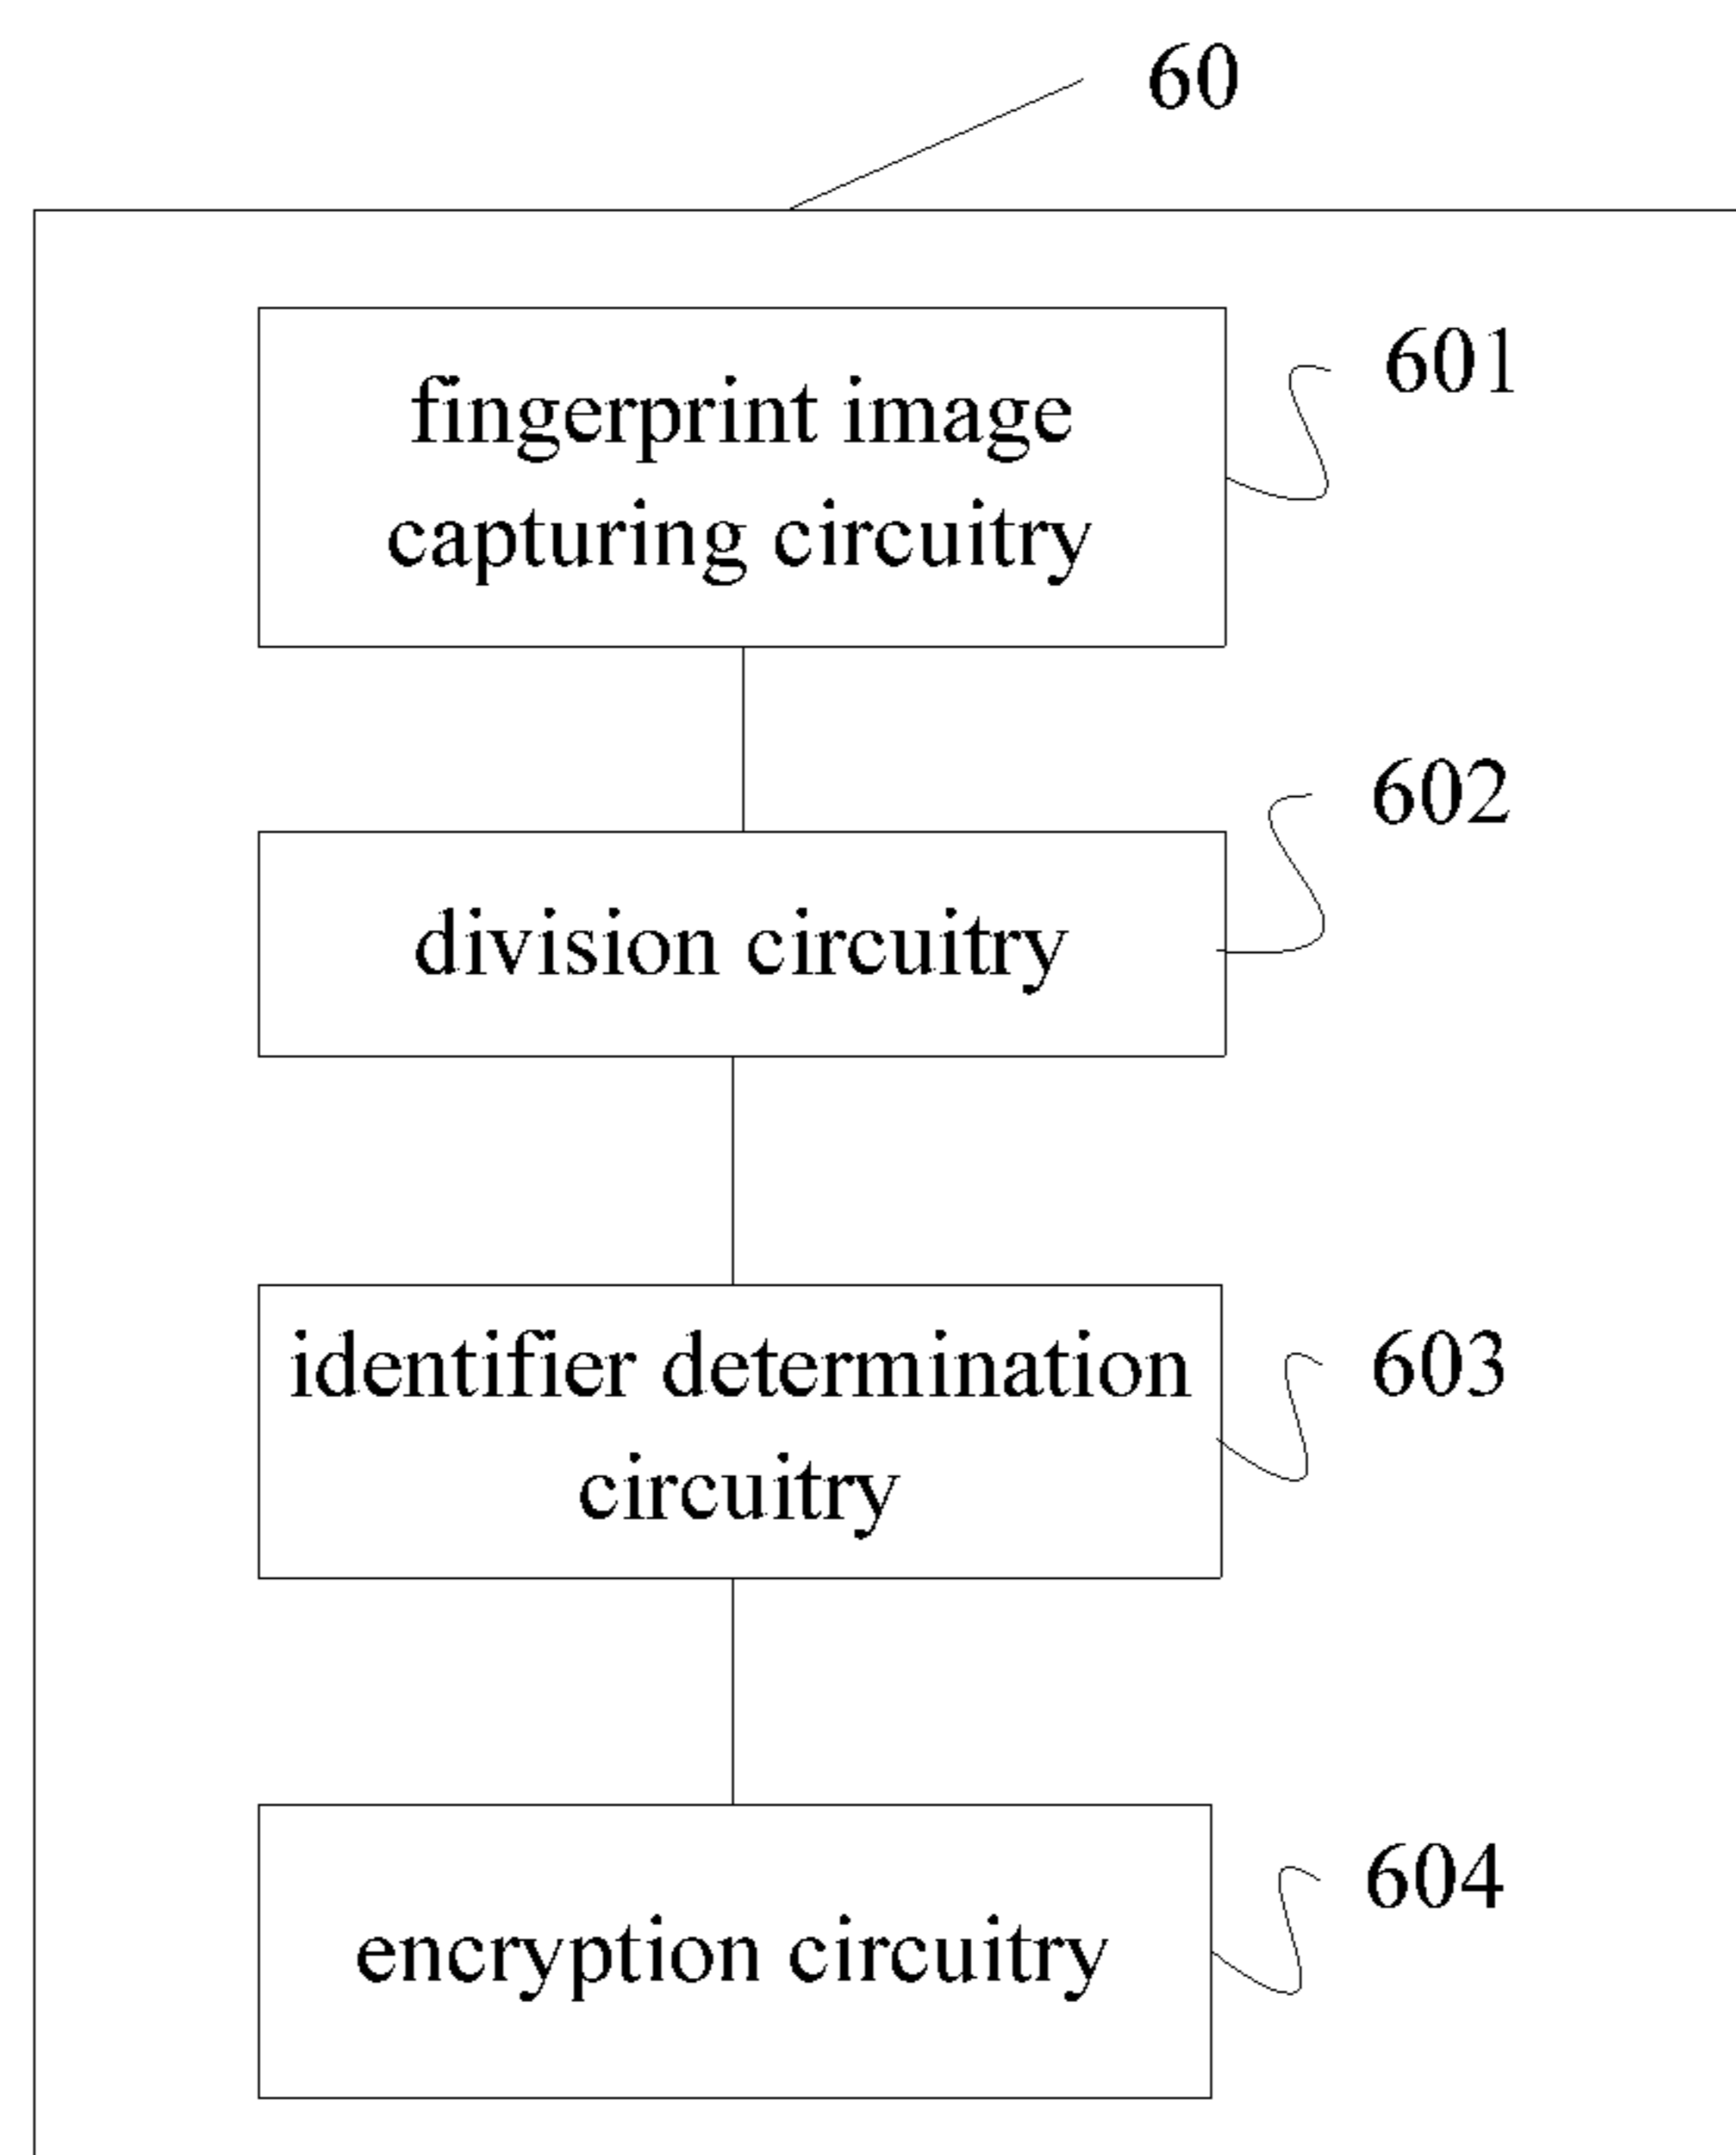 60
fingerprint image
capturing circuitry
601
division circuitry
602
identifier determination
circuitry
603
encryption circuitry
604